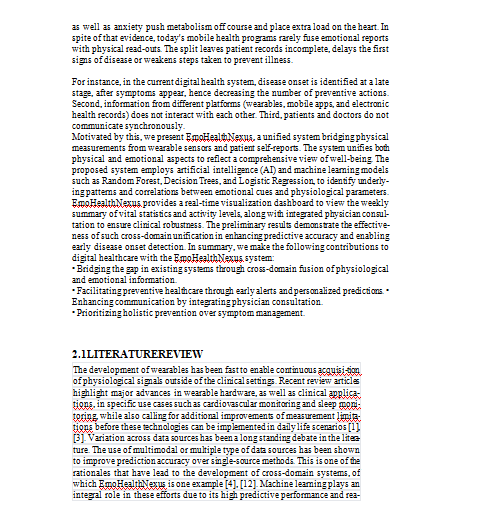 as well as anxiety push metabolism off course and place extra load on the heart. In
spite of that evidence, today's mobile health programs rarely fuse emotional reports
with physical read-outs. The split leaves patient records incomplete, delays the first
signs of disease or weakens steps taken to prevent illness.
For instance, in the current digital health system, disease onset is identified at a late
stage, after symptoms appear, hence decreasing the number of preventive actions.
Second, information from different platforms (wearables, mobile apps, and electronic
health records) does not interact with each other. Third, patients and doctors do not
communicate synchronously.
Motivated by this, we present EmoHealthNexus, a unified system bridging physical
measurements from wearable sensors and patient self-reports. The system unifies both
physical and emotional aspects to reflect a comprehensive view of well-being. The
proposed system employs artificial intelligence (AI) and machine learning models
such as Random Forest, Decision Trees, and Logistic Regression, to identify underly-
ing patterns and correlations between emotional cues and physiological parameters.
EmoHealthNexus provides a real-time visualization dashboard to view the weekly
summary of vital statistics and activity levels, along with integrated physician consul-
tation to ensure clinical robustness. The preliminary results demonstrate the effective-
ness of such cross-domain unification in enhancing predictive accuracy and enabling
early disease onset detection. In summary, we make the following contributions to
digital healthcare with the EmoHealthNexus system:
• Bridging the gap in existing systems through cross-domain fusion of physiological
and emotional information.
• Facilitating preventive healthcare through early alerts and personalized predictions. •
Enhancing communication by integrating physician consultation.
• Prioritizing holistic prevention over symptom management.
2.1LITERATUREREVIEW
The development of wearables has been fast to enable continuous acquisi-tion
of physiological signals outside of the clinical settings. Recent review articles
highlight major advances in wearable hardware, as well as clinical applica-
tions, in specific use cases such as cardiovascular monitoring and sleep moni-
toring, while also calling for additional improvements of measurement limita-
tions before these technologies can be implemented in daily life scenarios [1],
[3]. Variation across data sources has been a long standing debate in the litera-
ture. The use of multimodal or multiple type of data sources has been shown
to improve prediction accuracy over single-source methods. This is one of the
rationales that have lead to the development of cross-domain systems, of
which EmoHealthNexus is one example [4], [12]. Machine learning plays an
integral role in these efforts due to its high predictive performance and rea-